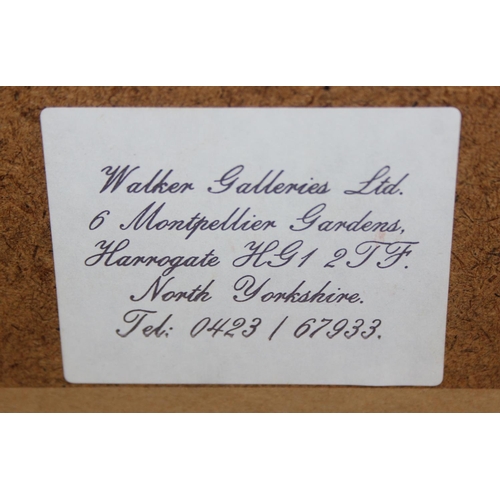 Walker Galleries Ltd.
6 Montpellier Gardens,
Harrogate HG1 2TF.
North Yorkshire.
Tel: 0423 / 67933.